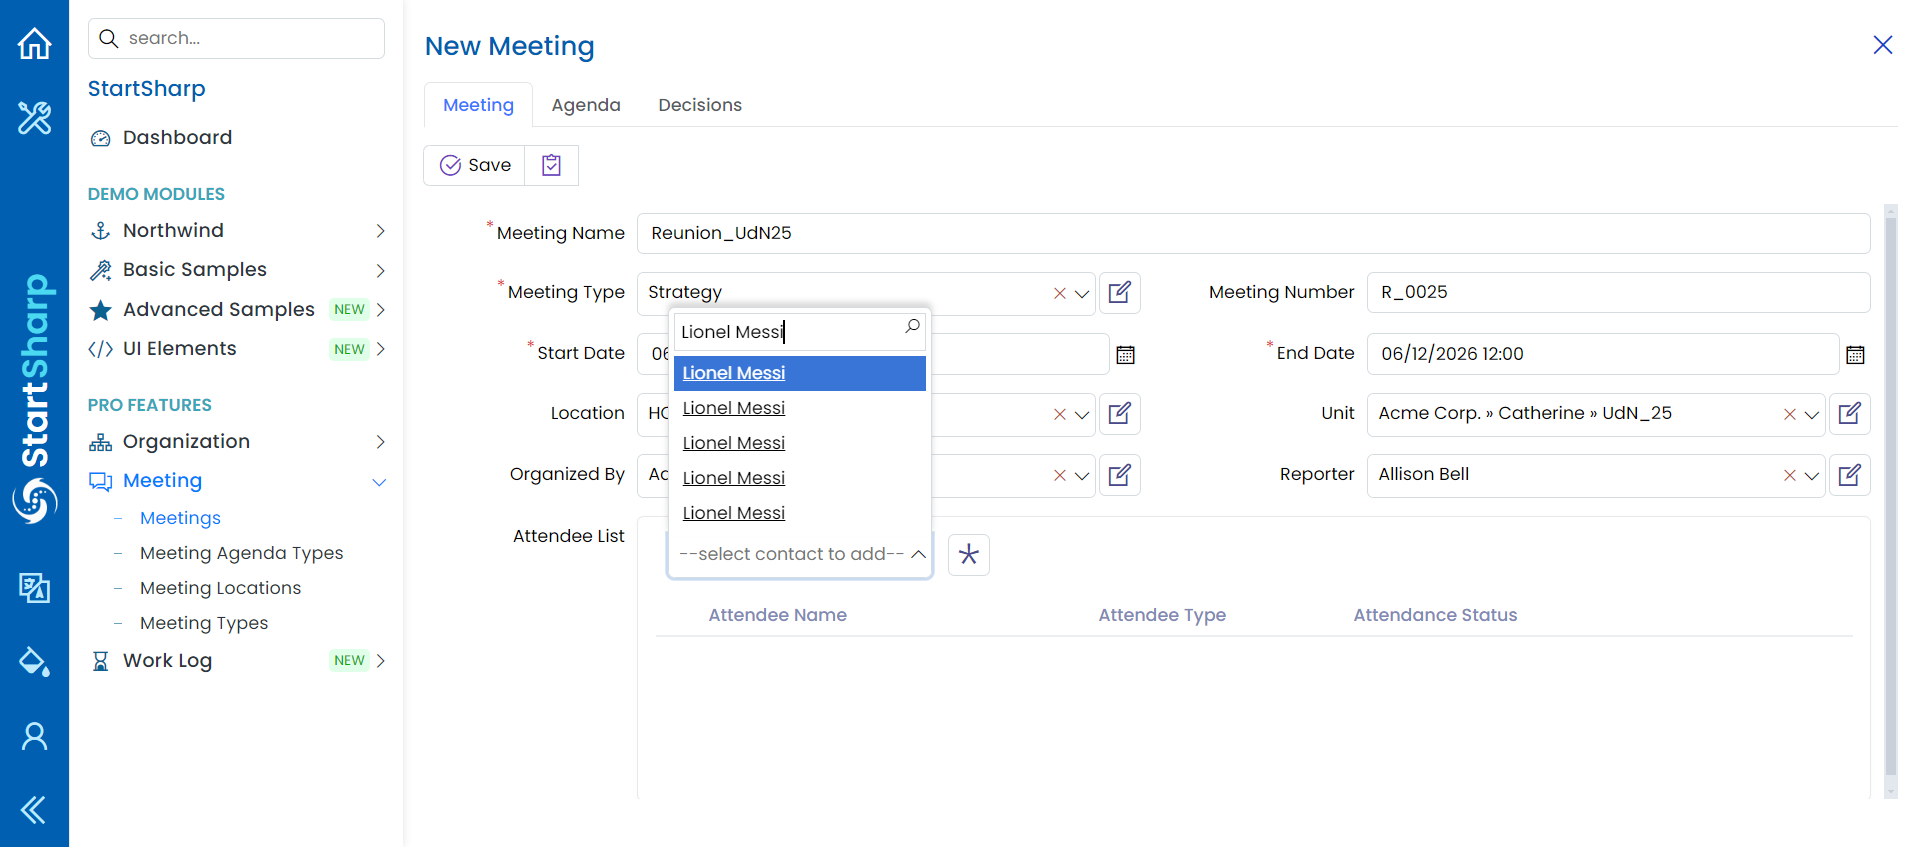 search...
StartSharp
Dashboard
DEMO MODULES
Northwind
Basic Samples
Advanced Samples NEW
UI Elements NEW
PRO FEATURES
Organization
Meeting
Meetings
Meeting Agenda Types
Meeting Locations
Meeting Types
Work Log NEW
StartSharp
New Meeting
Meeting Agenda Decisions
Save
* Meeting Name Reunion_UdN25
* Meeting Type Strategy
Meeting Number R_0025
Lionel Messi
* Start Date 06
* End Date 06/12/2026 12:00
Lionel Messi
Lionel Messi
Location HO
Unit Acme Corp. » Catherine » UdN_25
Lionel Messi
Organized By Ad
Reporter Allison Bell
Lionel Messi
Lionel Messi
Attendee List
--select contact to add--
Attendee Name Attendee Type Attendance Status